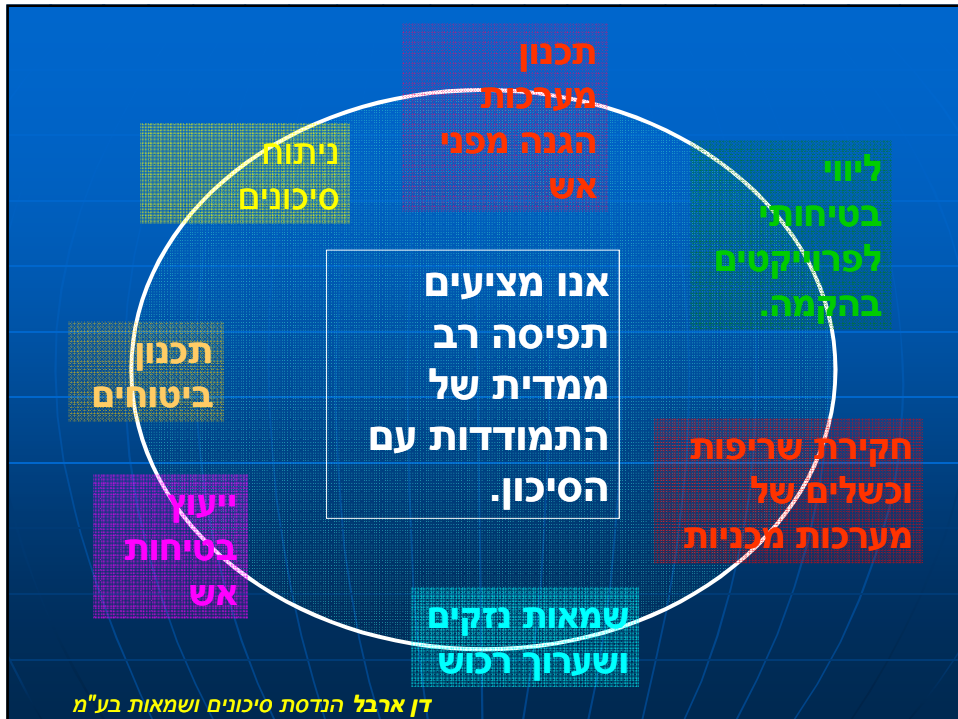 תכנון
מערכות
הגנה מפני
אש
ליווי
בטיחותי
לפרוייקטים
בהקמה.
ניתוח
סיכונים
אנו מציעים
תפיסה רב
ממדית של
התמודדות עם
הסיכון.
תכנון
ביטוחים
חקירת שריפות
וכשלים של
מערכות מכניות
ייעוץ
בטיחות
אש
שמאות נזקים
ושערוך רכוש
דן ארבל הנדסת סיכונים ושמאות בע"מ